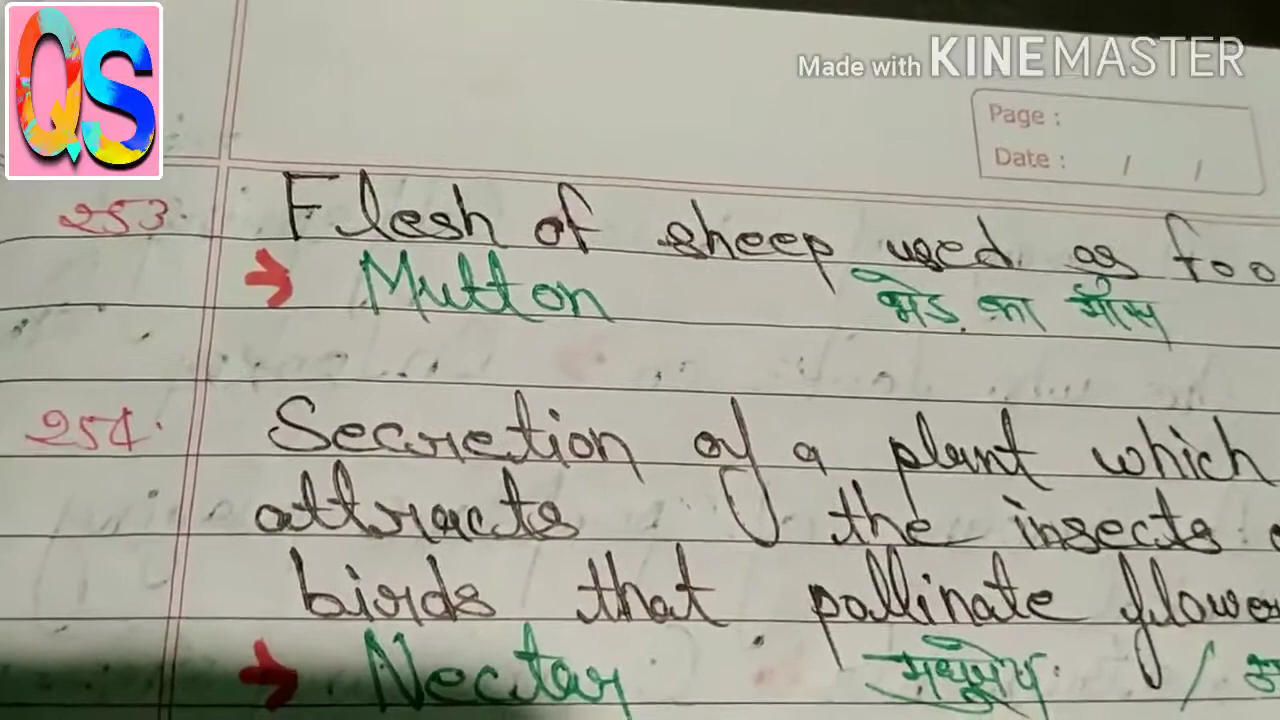 QS
Made with KINEMASTER
Page :
Date : / /
253. Flesh of sheep used as foo
→ Mutton भेड का माँस
254. Secretion of a plant which
attracts the insects
birds that pollinate flower
→ Nectar /